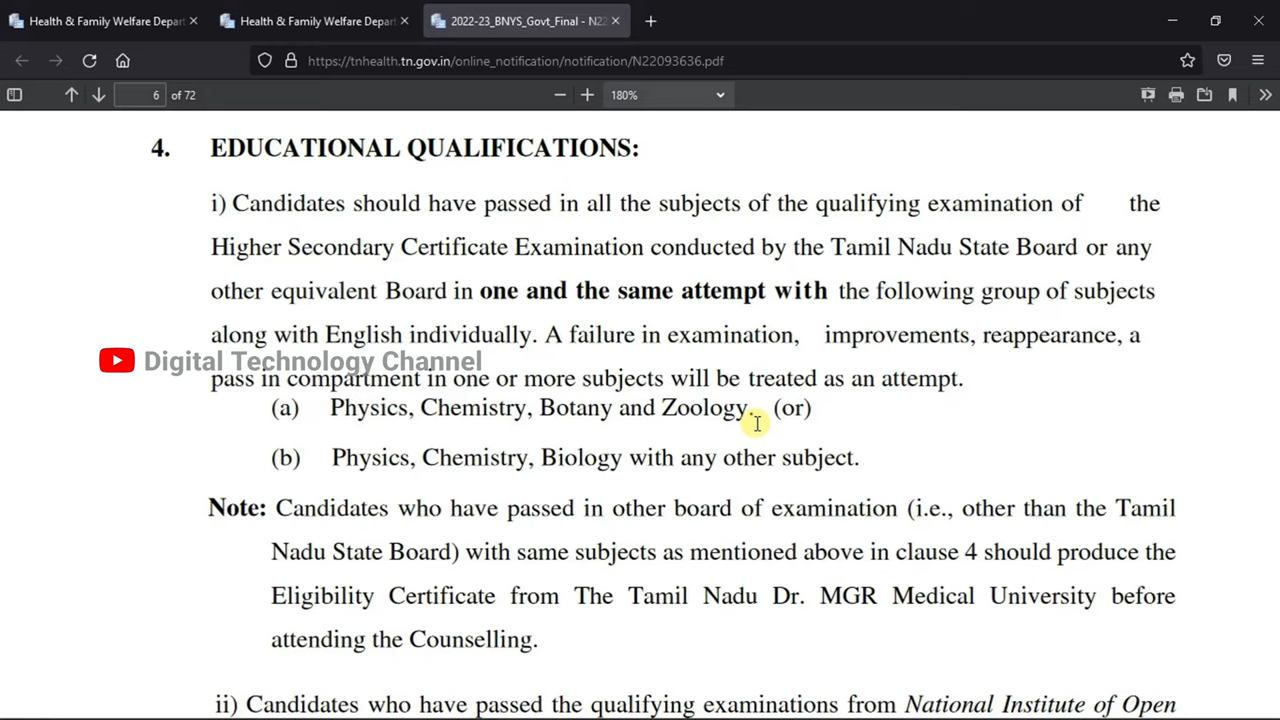 Health & Family Welfare Depar
Health & Family Welfare Depar
2022-23_BNYS_Govt_Final - N22
https://tnhealth.tn.gov.in/online_notification/notification/N22093636.pdf
6 of 72
180%
4. EDUCATIONAL QUALIFICATIONS:
i) Candidates should have passed in all the subjects of the qualifying examination of the
Higher Secondary Certificate Examination conducted by the Tamil Nadu State Board or any
other equivalent Board in one and the same attempt with the following group of subjects
along with English individually. A failure in examination, improvements, reappearance, a
Digital Technology Channel
pass in compartment in one or more subjects will be treated as an attempt.
(a) Physics, Chemistry, Botany and Zoology. (or)
(b) Physics, Chemistry, Biology with any other subject.
Note: Candidates who have passed in other board of examination (i.e., other than the Tamil
Nadu State Board) with same subjects as mentioned above in clause 4 should produce the
Eligibility Certificate from The Tamil Nadu Dr. MGR Medical University before
attending the Counselling.
ii) Candidates who have passed the qualifying examinations from National Institute of Open